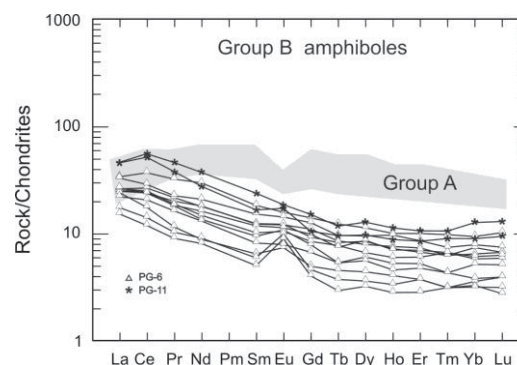 1000
Group B amphiboles
100
Group A
Rock/Chondrites
10
PG-6
PG-11
1
La Ce Pr Nd Pm Sm Eu Gd Tb Dy Ho Er Tm Yb Lu